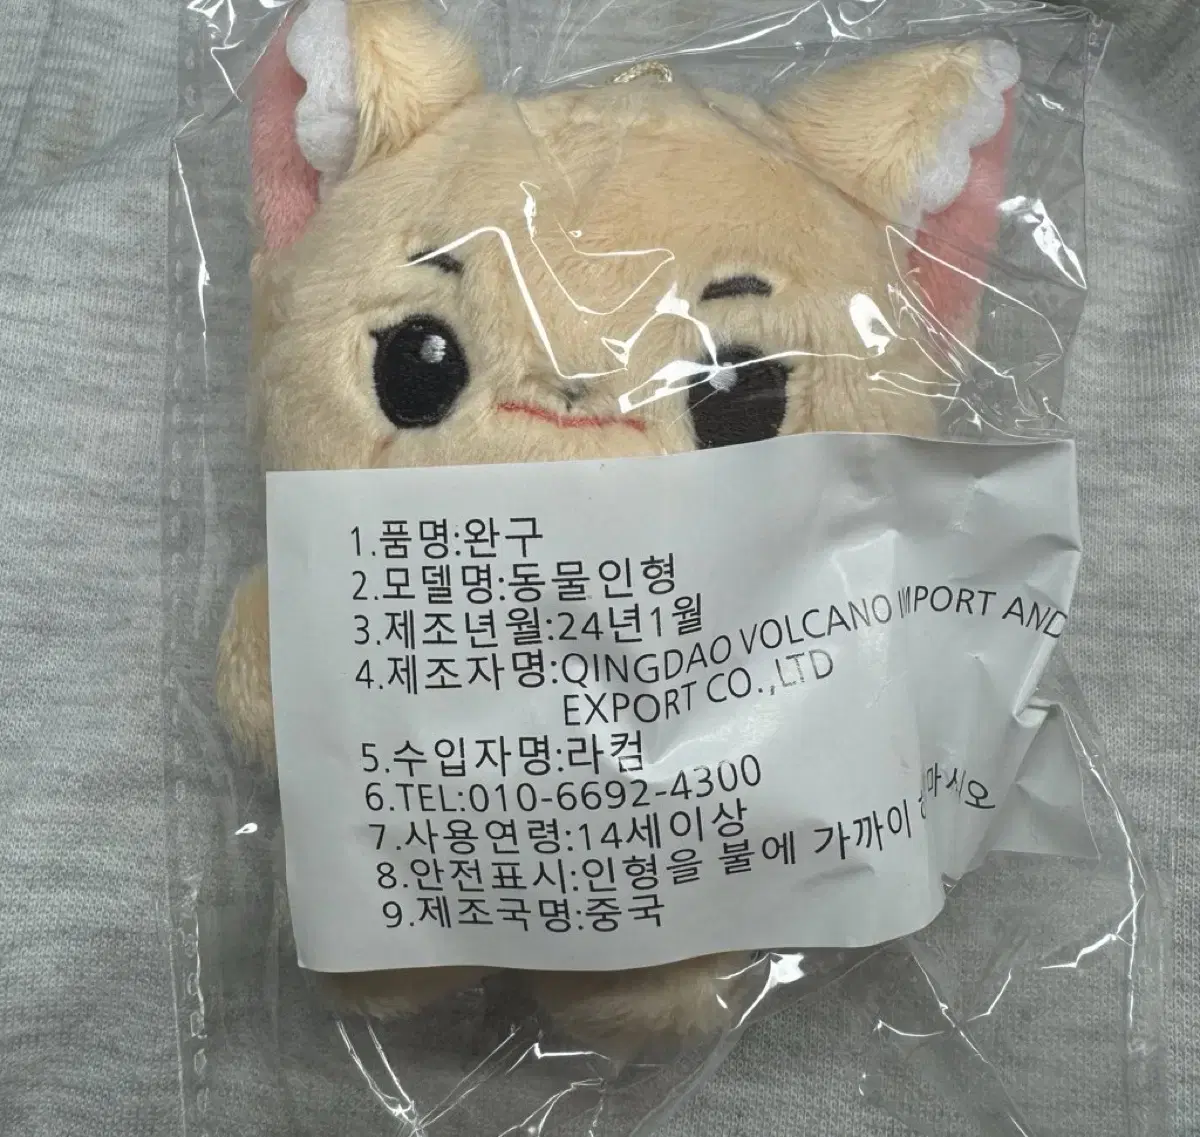 1.품명:완구
2.모델명:동물인형
3.제조년월:24년1월
4.제조자명:QINGDAO VOLCANO IMPORT AND
EXPORT CO.,LTD
5.수입자명:라컴
6.TEL:010-6692-4300
7.사용연령:14세이상
8.안전표시:인형을 불에 가까이 하마시오
9.제조국명:중국